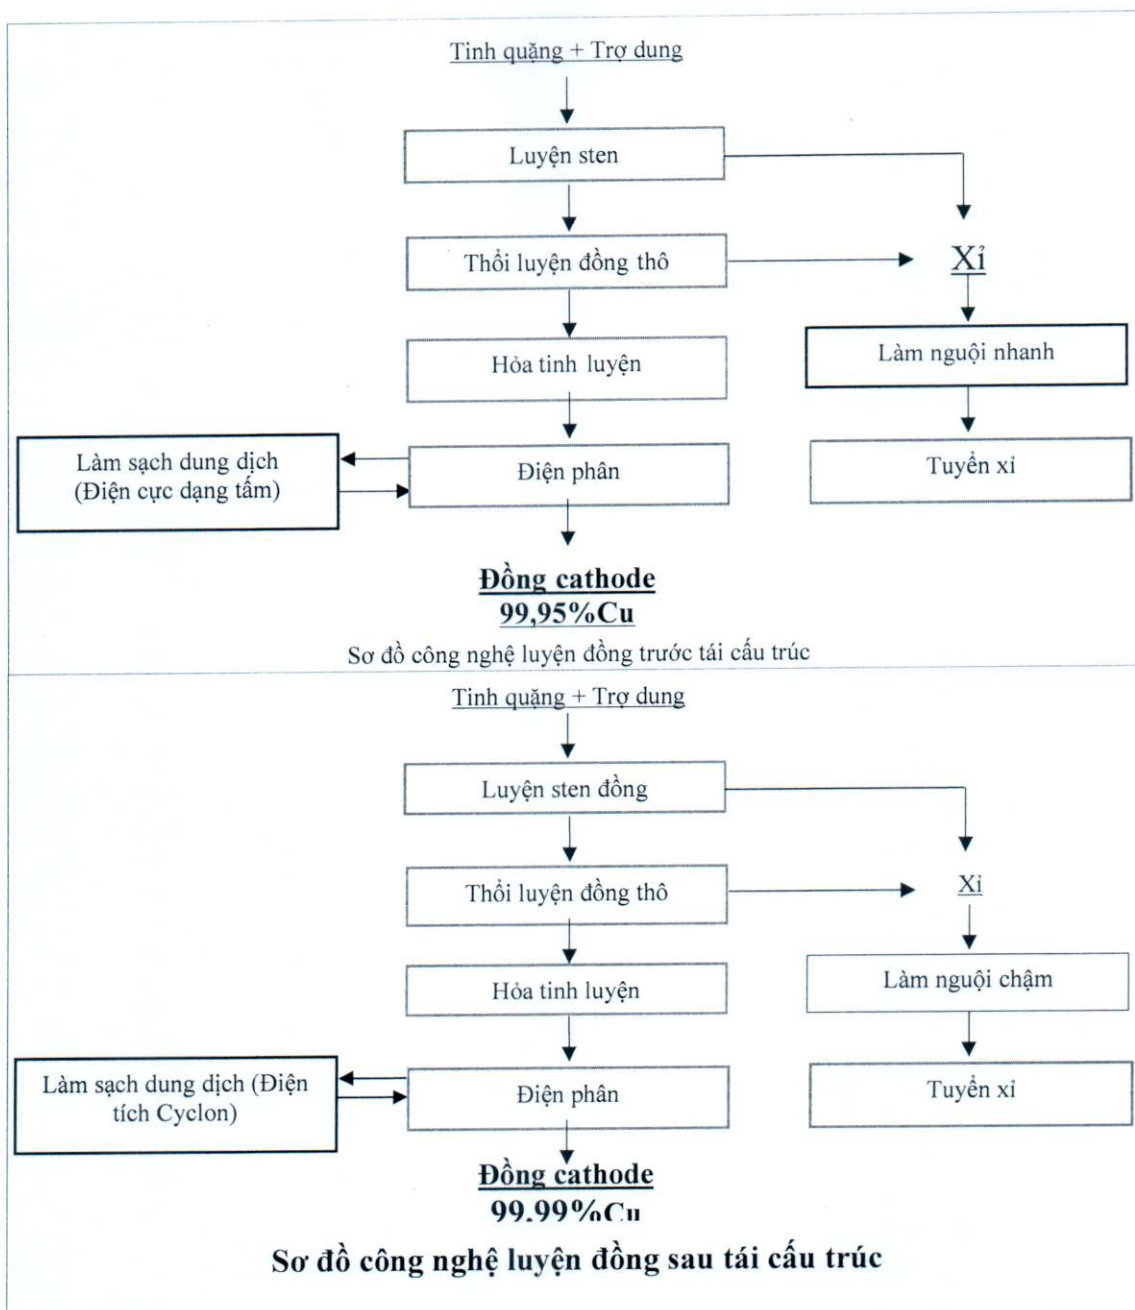 Tinh quặng + Trợ dung
Luyện sten
Thổi luyện đồng thô
Xỉ
Hỏa tinh luyện
Làm nguội nhanh
Làm sạch dung dịch
(Điện cực dạng tấm)
Điện phân
Tuyển xỉ
Đồng cathode
99,95%Cu
Sơ đồ công nghệ luyện đồng trước tái cấu trúc
Tinh quặng + Trợ dung
Luyện sten đồng
Thổi luyện đồng thô
Xỉ
Hỏa tinh luyện
Làm nguội chậm
Làm sạch dung dịch (Điện
tích Cyclon)
Điện phân
Tuyển xỉ
Đồng cathode
99.99%Cu
Sơ đồ công nghệ luyện đồng sau tái cấu trúc